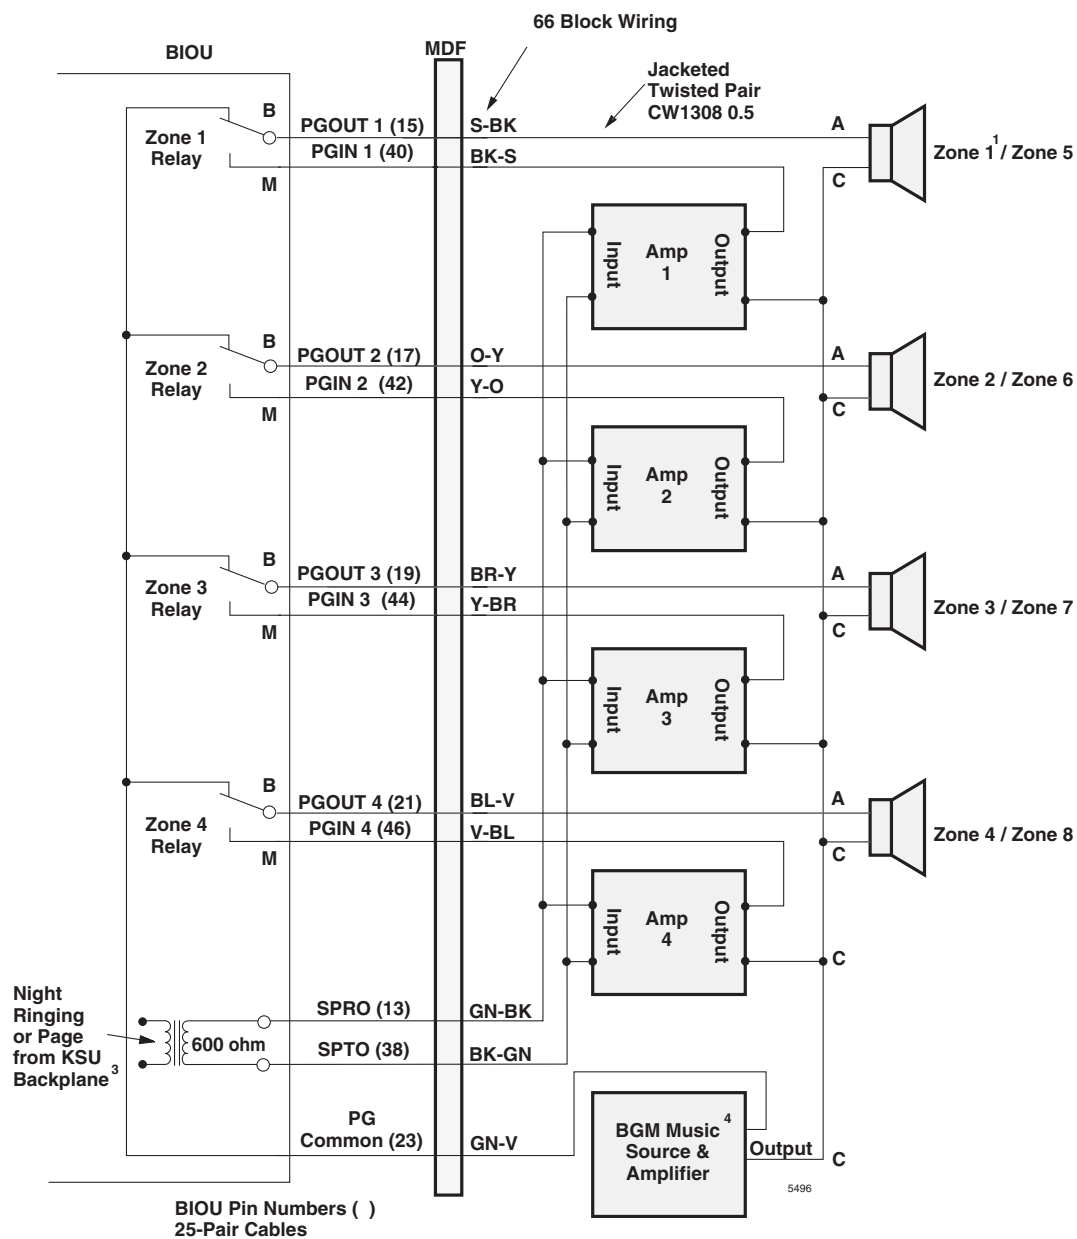 66 Block Wiring
BIOU
MDF
Jacketed
Twisted Pair
CW1308 0.5
B
Zone 1
Relay
M
PGOUT 1 (15)
PGIN 1 (40)
S-BK
BK-S
A
C
Zone 1¹/ Zone 5
Input
Amp
1
Output
B
Zone 2
Relay
M
PGOUT 2 (17)
PGIN 2 (42)
O-Y
Y-O
A
C
Zone 2 / Zone 6
Input
Amp
2
Output
B
Zone 3
Relay
M
PGOUT 3 (19)
PGIN 3 (44)
BR-Y
Y-BR
A
C
Zone 3 / Zone 7
Input
Amp
3
Output
B
Zone 4
Relay
M
PGOUT 4 (21)
PGIN 4 (46)
BL-V
V-BL
A
C
Zone 4 / Zone 8
Input
Amp
4
Output
C
Night
Ringing
or Page
from KSU
Backplane³
600 ohm
SPRO (13)
SPTO (38)
GN-BK
BK-GN
PG
Common (23)
GN-V
BGM Music⁴
Source &
Amplifier
Output
C
5496
BIOU Pin Numbers ( )
25-Pair Cables